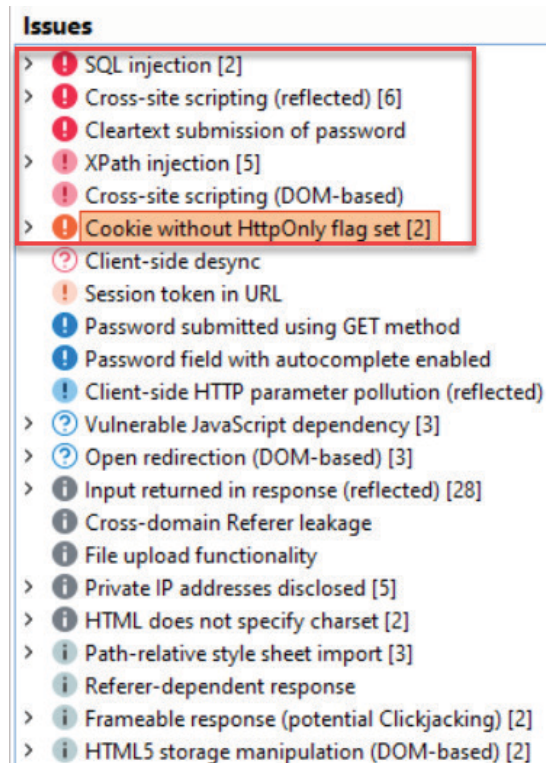 Issues
SQL injection [2]
Cross-site scripting (reflected) [6]
Cleartext submission of password
XPath injection [5]
Cross-site scripting (DOM-based)
Cookie without HttpOnly flag set [2]
Client-side desync
Session token in URL
Password submitted using GET method
Password field with autocomplete enabled
Client-side HTTP parameter pollution (reflected)
Vulnerable JavaScript dependency [3]
Open redirection (DOM-based) [3]
Input returned in response (reflected) [28]
Cross-domain Referer leakage
File upload functionality
Private IP addresses disclosed [5]
HTML does not specify charset [2]
Path-relative style sheet import [3]
Referer-dependent response
Frameable response (potential Clickjacking) [2]
HTML5 storage manipulation (DOM-based) [2]